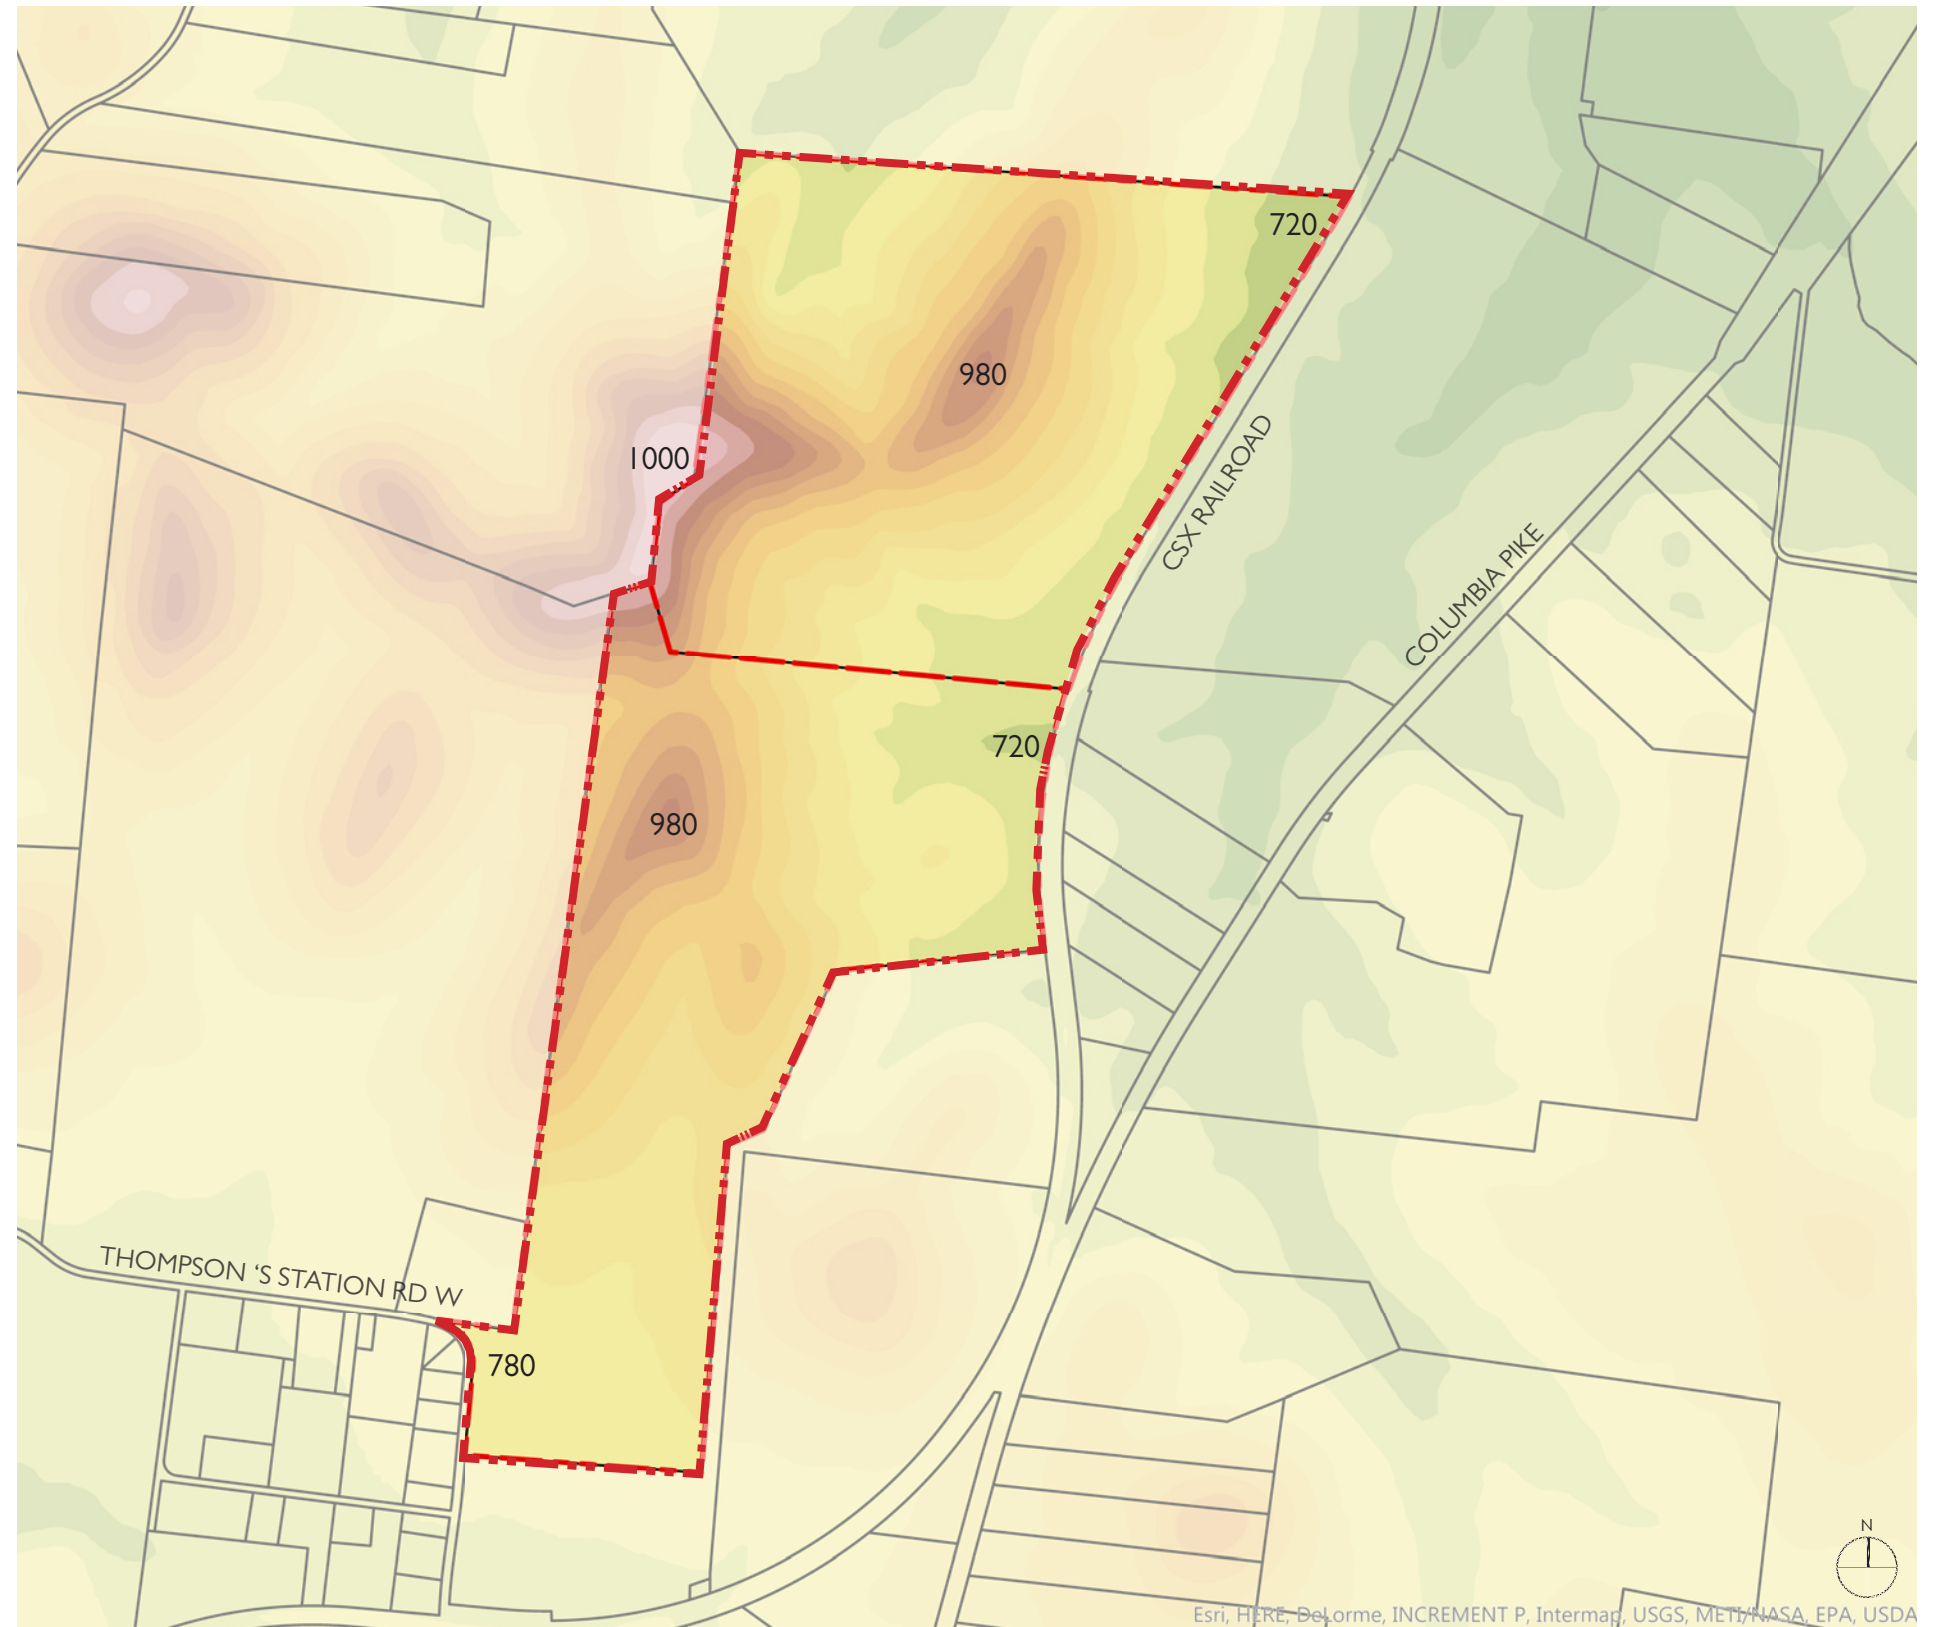 720
980
1000
CSX RAILROAD
COLUMBIA PIKE
720
980
THOMPSON ‘S STATION RD W
780
N
Esri, HERE, DeLorme, INCREMENT P, Intermap, USGS, METI/NASA, EPA, USDA